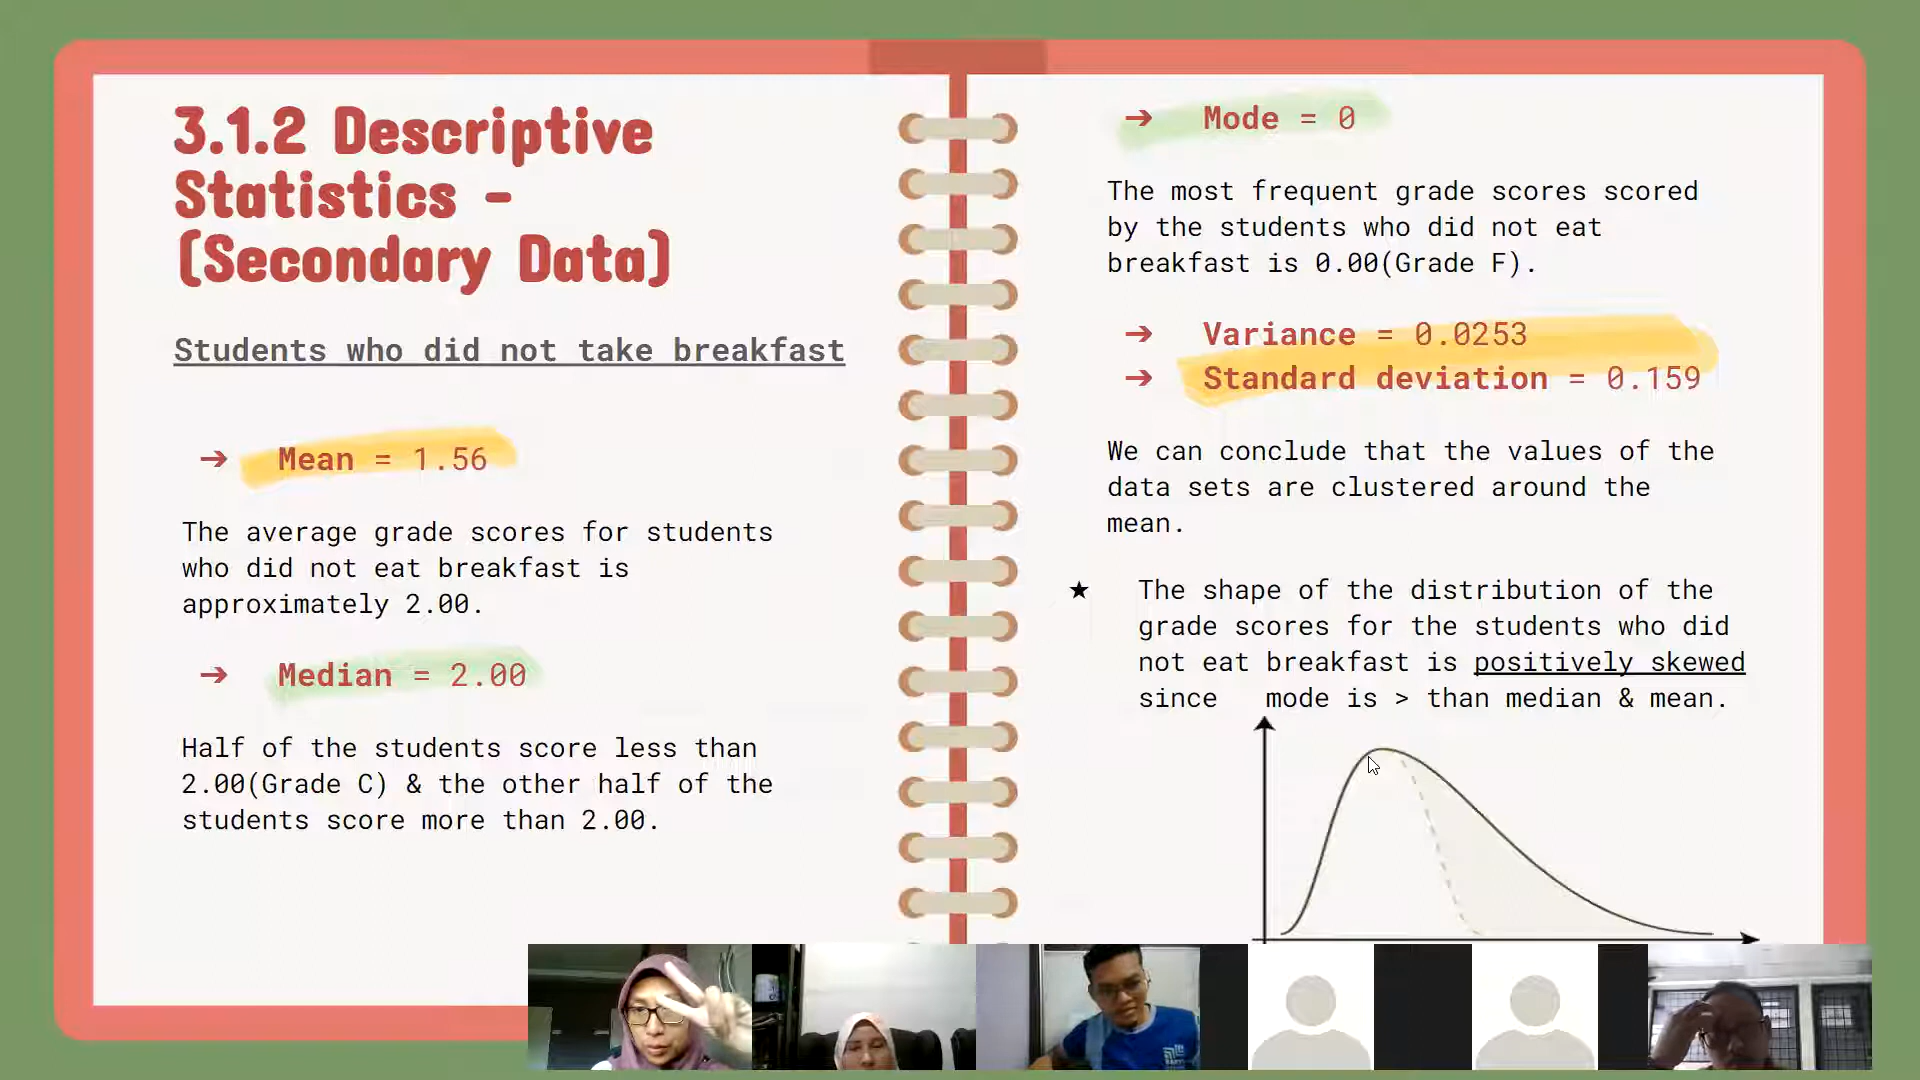 3.1.2 Descriptive
Statistics -
(Secondary Data)
Students who did not take breakfast
➔ Mean = 1.56
The average grade scores for students
who did not eat breakfast is
approximately 2.00.
➔ Median = 2.00
Half of the students score less than
2.00(Grade C) & the other half of the
students score more than 2.00.
➔ Mode = 0
The most frequent grade scores scored
by the students who did not eat
breakfast is 0.00(Grade F).
➔ Variance = 0.0253
➔ Standard deviation = 0.159
We can conclude that the values of the
data sets are clustered around the
mean.
★ The shape of the distribution of the
grade scores for the students who did
not eat breakfast is positively skewed
since mode is > than median & mean.